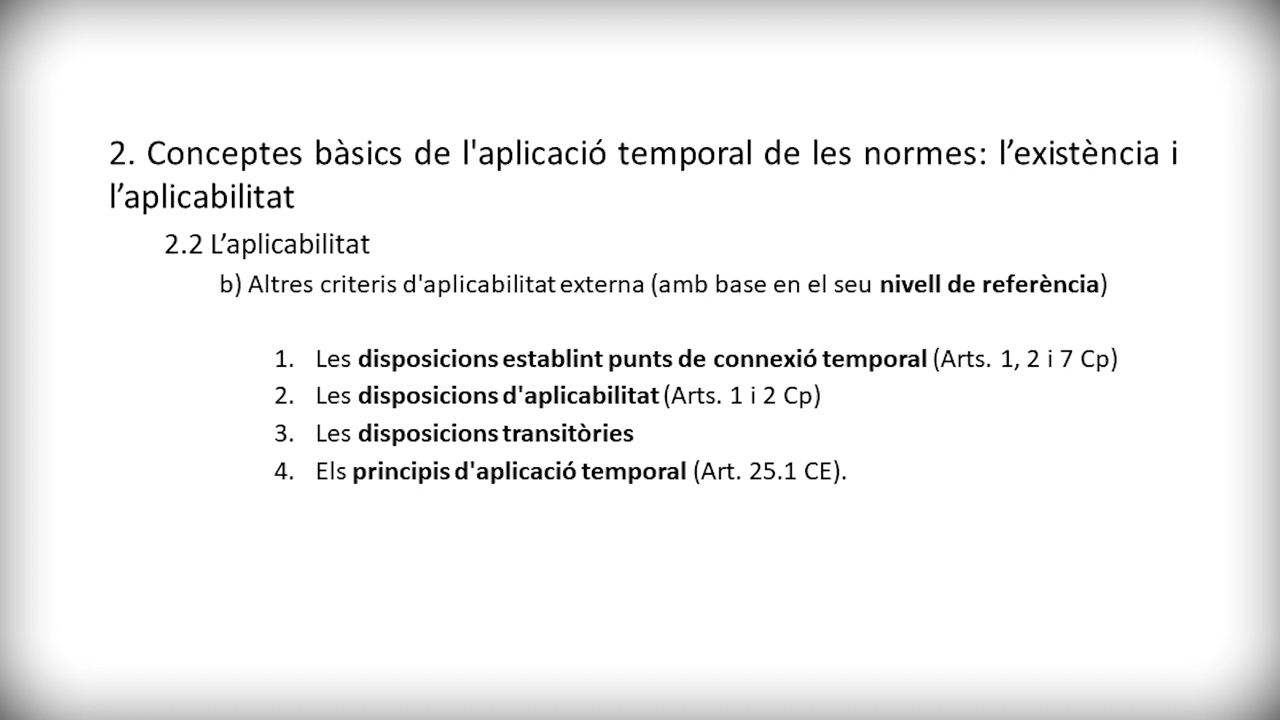 2. Conceptes bàsics de l'aplicació temporal de les normes: l’existència i
l’aplicabilitat
2.2 L’aplicabilitat
b) Altres criteris d'aplicabilitat externa (amb base en el seu nivell de referència)
1. Les disposicions establint punts de connexió temporal (Arts. 1, 2 i 7 Cp)
2. Les disposicions d'aplicabilitat (Arts. 1 i 2 Cp)
3. Les disposicions transitòries
4. Els principis d'aplicació temporal (Art. 25.1 CE).